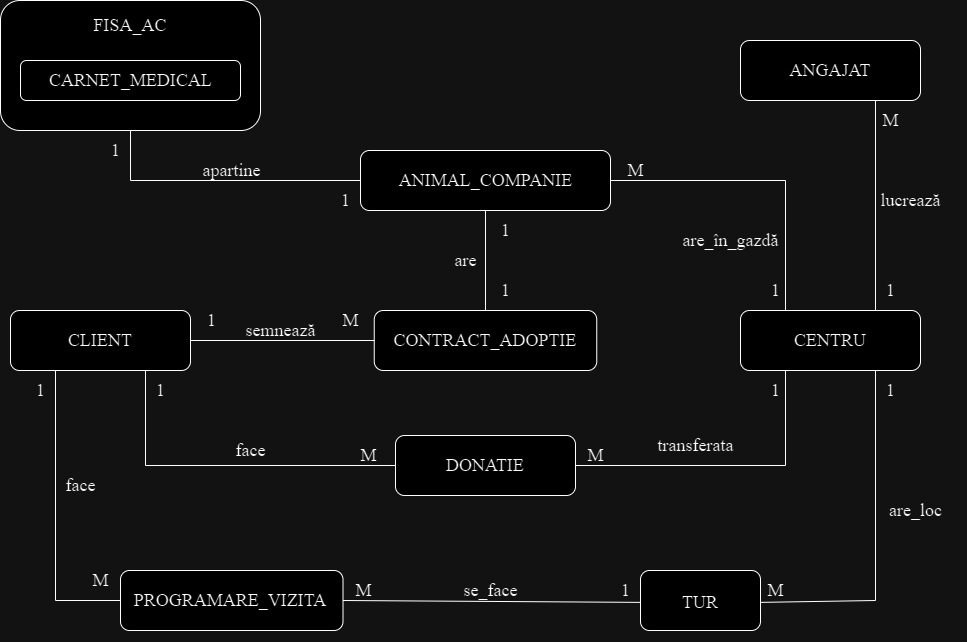 FISA_AC
CARNET_MEDICAL
ANGAJAT
M
1
apartine
ANIMAL_COMPANIE
M
1
lucrează
1
are_în_gazdă
are
1
1
1
CLIENT
1
semnează
M
CONTRACT_ADOPTIE
CENTRU
1
1
1
1
face
M
DONATIE
M
transferata
face
are_loc
M
PROGRAMARE_VIZITA
M
se_face
1
TUR
M